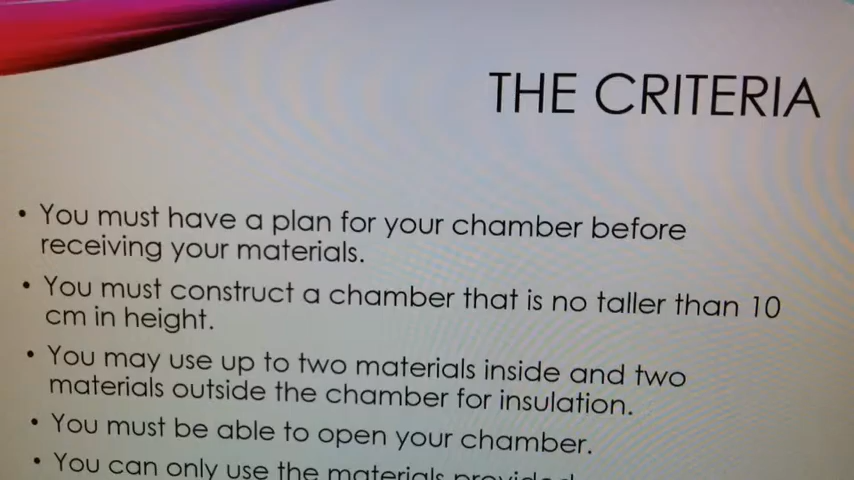 THE CRITERIA
• You must have a plan for your chamber before
receiving your materials.
• You must construct a chamber that is no taller than 10
cm in height.
• You may use up to two materials inside and two
materials outside the chamber for insulation.
• You must be able to open your chamber.
• You can only use the materials provided